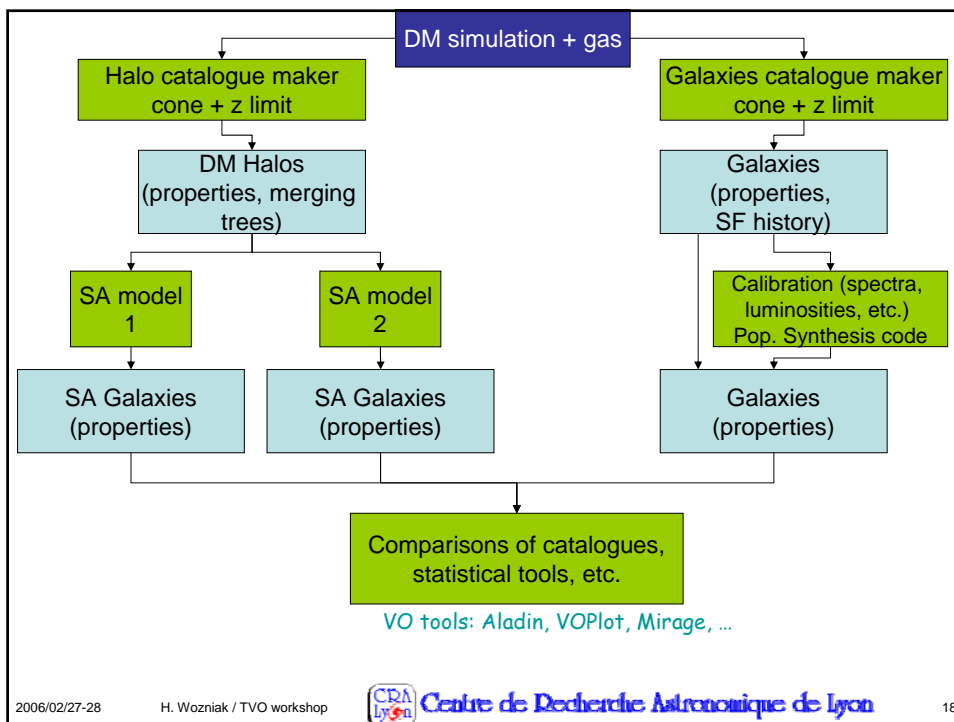 DM simulation + gas
Halo catalogue maker
cone + z limit
Galaxies catalogue maker
cone + z limit
DM Halos
(properties, merging
trees)
Galaxies
(properties,
SF history)
SA model
1
SA model
2
Calibration (spectra,
luminosities, etc.)
Pop. Synthesis code
SA Galaxies
(properties)
SA Galaxies
(properties)
Galaxies
(properties)
Comparisons of catalogues,
statistical tools, etc.
VO tools: Aladin, VOPlot, Mirage, …
2006/02/27-28
H. Wozniak / TVO workshop
CRA
Lyon
Centre de Recherche Astronomique de Lyon
18